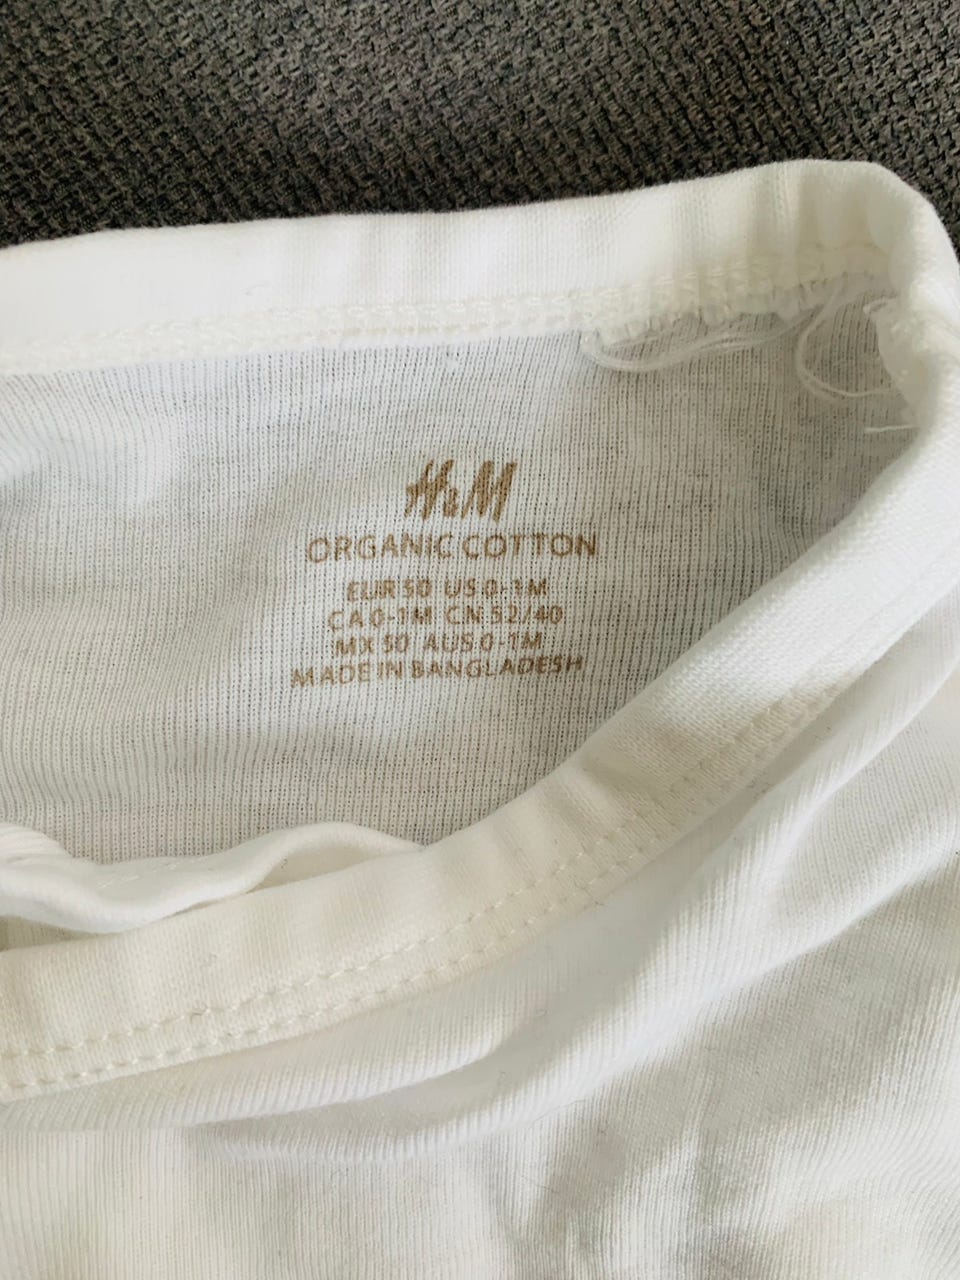 H&M
ORGANIC COTTON
EUR 50 US 0-1M
CA 0-1M CN 52/40
MX 50 AUS 0-1M
MADE IN BANGLADESH